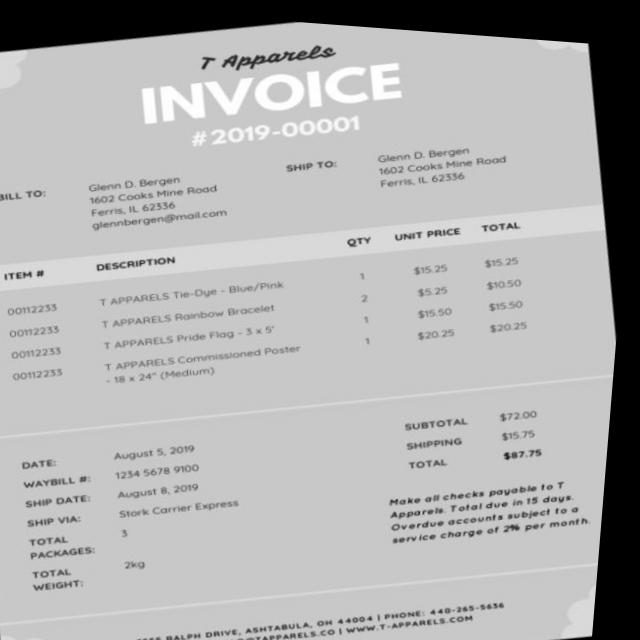 T Apparels
INVOICE
#2019-00001
BILL TO:
Glenn D. Bergen
1602 Cooks Mine Road
Ferris, IL 62336
glennbergen@mail.com
SHIP TO:
Glenn D. Bergen
1602 Cooks Mine Road
Ferris, IL 62336
ITEM # DESCRIPTION QTY UNIT PRICE TOTAL
00112233 T APPARELS Tie-Dye - Blue/Pink 1 $15.25 $15.25
00112233 T APPARELS Rainbow Bracelet 2 $5.25 $10.50
00112233 T APPARELS Pride Flag - 3 x 5' 1 $15.50 $15.50
00112233 T APPARELS Commissioned Poster 1 $20.25 $20.25
- 18 x 24" (Medium)
DATE: August 5, 2019
WAYBILL #: 1234 5678 9100
SHIP DATE: August 8, 2019
SHIP VIA: Stork Carrier Express
TOTAL
PACKAGES: 3
TOTAL
WEIGHT: 2kg
SUBTOTAL $72.00
SHIPPING $15.75
TOTAL $87.75
Make all checks payable to T
Apparels. Total due in 15 days.
Overdue accounts subject to a
service charge of 2% per month.
RALPH DRIVE, ASHTABULA, OH 44004 | PHONE: 440-265-5636
@TAPPARELS.CO | WWW.T-APPARELS.COM